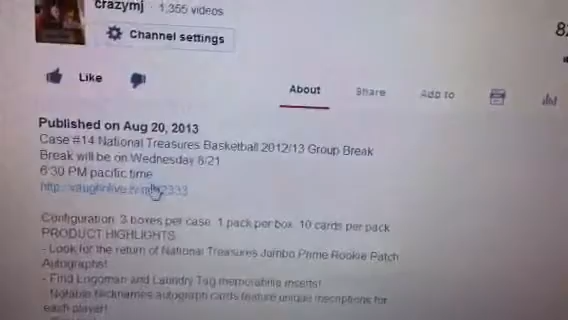 crazymj · 1,355 videos
Channel settings
82
Like
About
Share
Add to
Published on Aug 20, 2013
Case #14 National Treasures Basketball 2012/13 Group Break
Break will be on Wednesday 8/21
6:30 PM pacific time
Configuration: 3 boxes per case. 1 pack per box. 10 cards per pack
PRODUCT HIGHLIGHTS
- Look for the return of National Treasures Jumbo Prime Rookie Patch
Autographs!
- Find Logoman and Laundry Tag memorabilia inserts!
- Notable Nicknames autograph cards feature unique inscriptions for
each player!